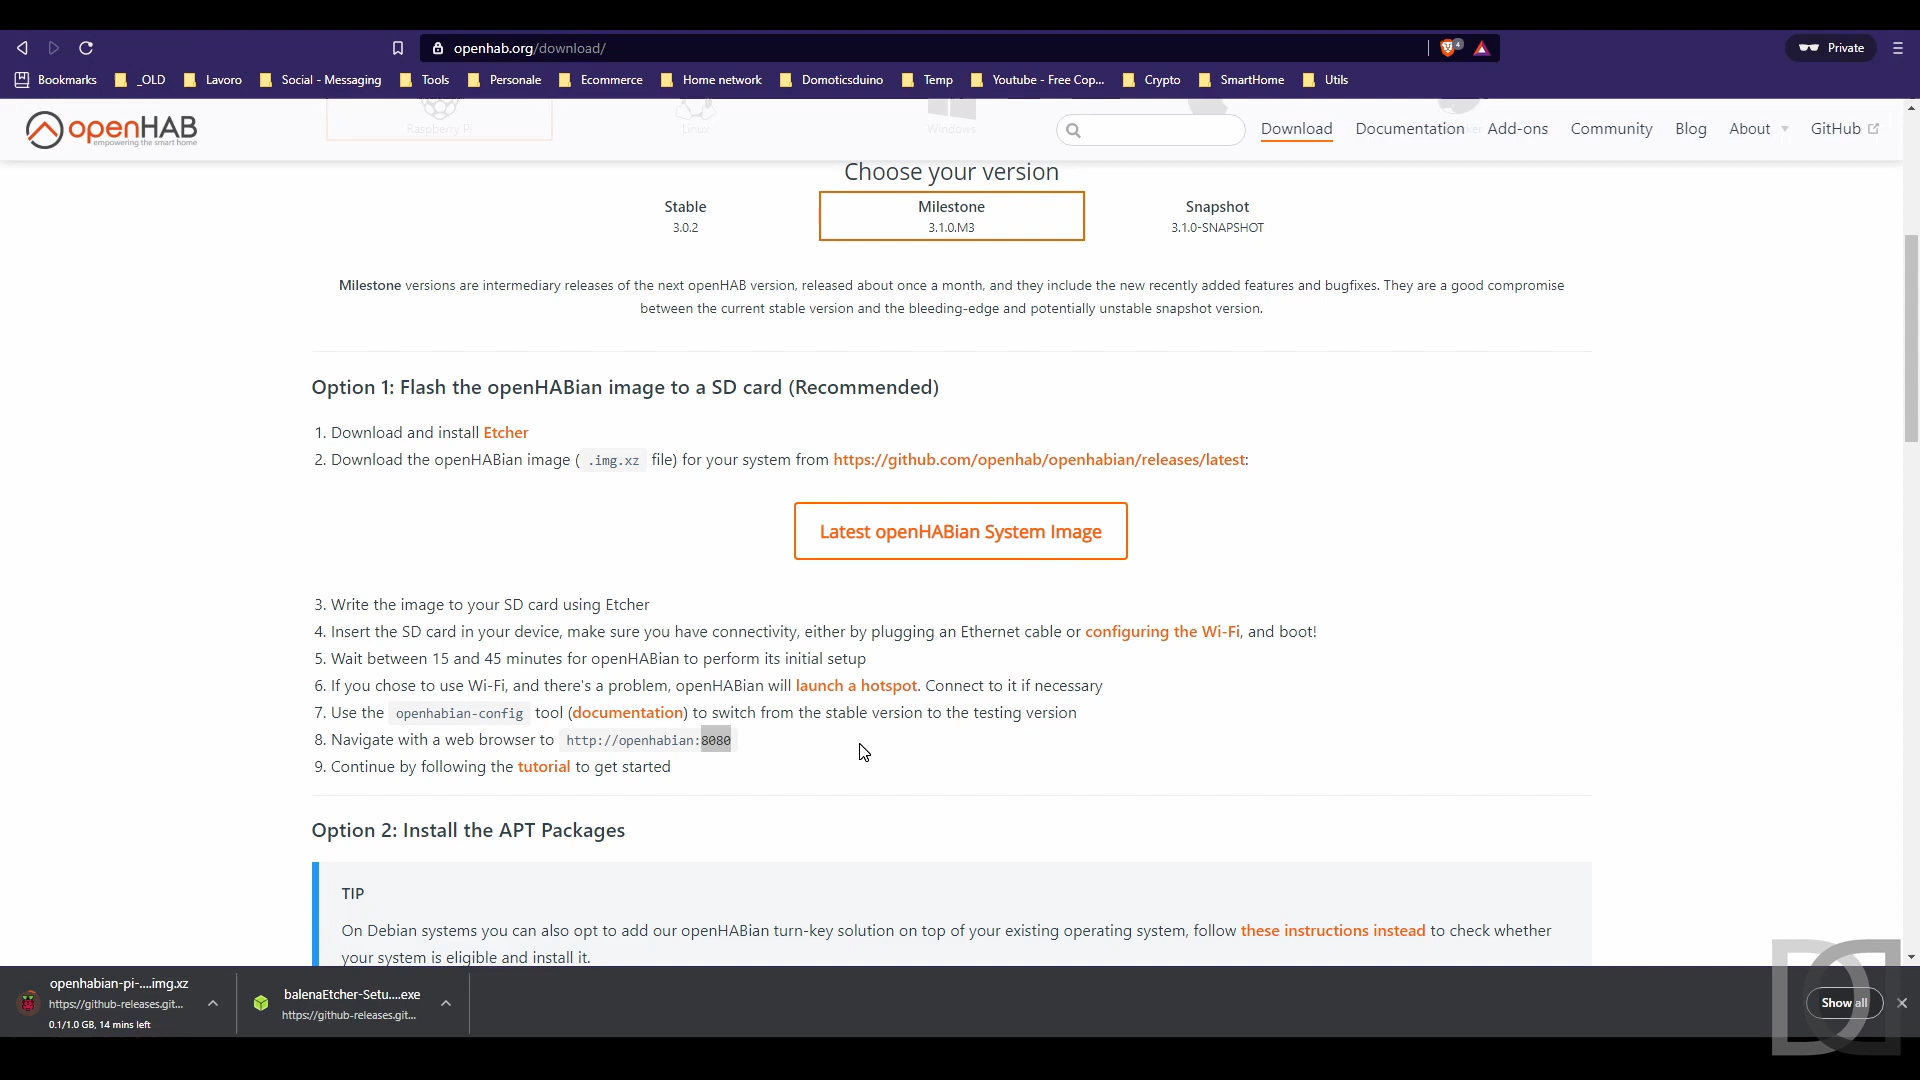 openhab.org/download/
4
Private
Bookmarks
_OLD
Lavoro
Social - Messaging
Tools
Personale
Ecommerce
Home network
Domoticsduino
Temp
Youtube - Free Cop...
Crypto
SmartHome
Utils
openHAB
empowering the smart home
Raspberry Pi
Linux
Windows
Download
Documentation
Add-ons
Community
Blog
About
GitHub
Choose your version
Stable
3.0.2
Milestone
3.1.0.M3
Snapshot
3.1.0-SNAPSHOT
Milestone versions are intermediary releases of the next openHAB version, released about once a month, and they include the new recently added features and bugfixes. They are a good compromise
between the current stable version and the bleeding-edge and potentially unstable snapshot version.
Option 1: Flash the openHABian image to a SD card (Recommended)
1. Download and install Etcher
2. Download the openHABian image ( .img.xz file) for your system from https://github.com/openhab/openhabian/releases/latest:
Latest openHABian System Image
3. Write the image to your SD card using Etcher
4. Insert the SD card in your device, make sure you have connectivity, either by plugging an Ethernet cable or configuring the Wi-Fi, and boot!
5. Wait between 15 and 45 minutes for openHABian to perform its initial setup
6. If you chose to use Wi-Fi, and there's a problem, openHABian will launch a hotspot. Connect to it if necessary
7. Use the openhabian-config tool (documentation) to switch from the stable version to the testing version
8. Navigate with a web browser to http://openhabian:8080
9. Continue by following the tutorial to get started
Option 2: Install the APT Packages
TIP
On Debian systems you can also opt to add our openHABian turn-key solution on top of your existing operating system, follow these instructions instead to check whether
your system is eligible and install it.
openhabian-pi-....img.xz
https://github-releases.git...
0.1/1.0 GB, 14 mins left
balenaEtcher-Setu....exe
https://github-releases.git...
Show all
DD